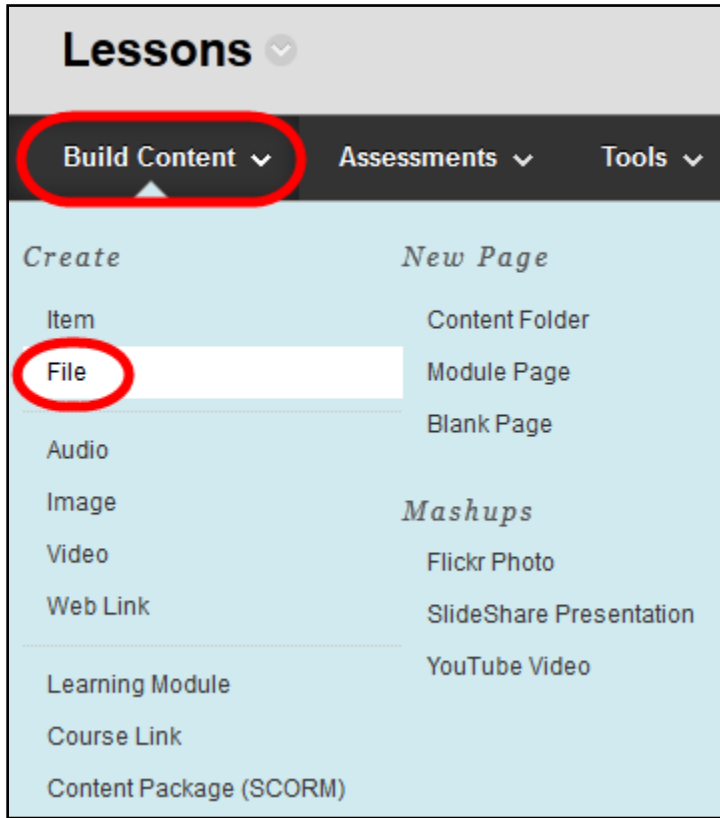 Lessons
Build Content
Assessments
Tools
Create
Item
File
Audio
Image
Video
Web Link
Learning Module
Course Link
Content Package (SCORM)
New Page
Content Folder
Module Page
Blank Page
Mashups
Flickr Photo
SlideShare Presentation
YouTube Video